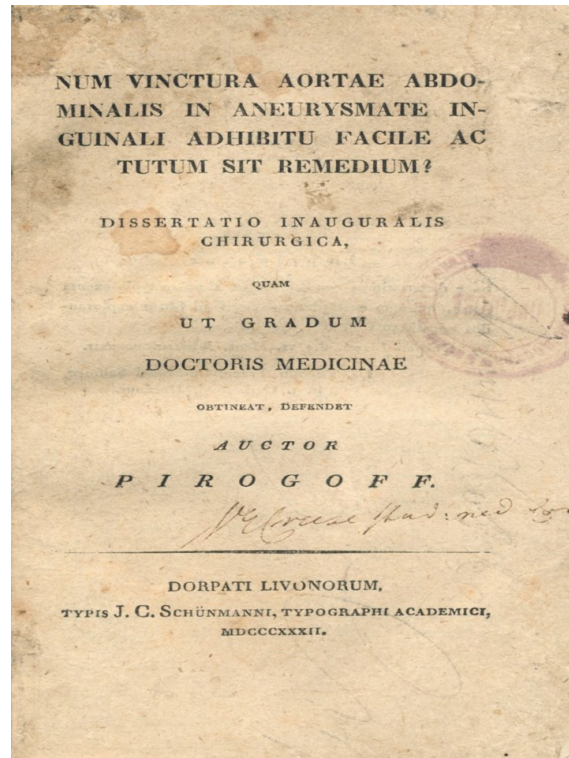 NUM VINCTURA AORTAE ABDO-
MINALIS IN ANEURYSMATE IN-
GUINALI ADHIBITU FACILE AC
TUTUM SIT REMEDIUM?
DISSERTATIO INAUGURALIS
CHIRURGICA,
QUAM
UT GRADUM
DOCTORIS MEDICINAE
OBTINEAT, DEFENDET
AUCTOR
PIROGOFF.
DORPATI LIVONORUM,
TYPIS J. C. SCHÜNMANNI, TYPOGRAPHI ACADEMICI,
MDCCCXXXII.